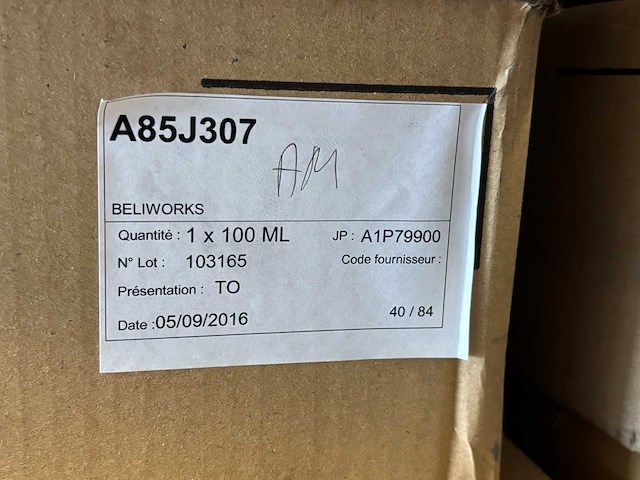 A85J307
AM
BELIWORKS
Quantité : 1 x 100 ML JP : A1P79900
N° Lot : 103165 Code fournisseur :
Présentation : TO
Date :05/09/2016 40 / 84